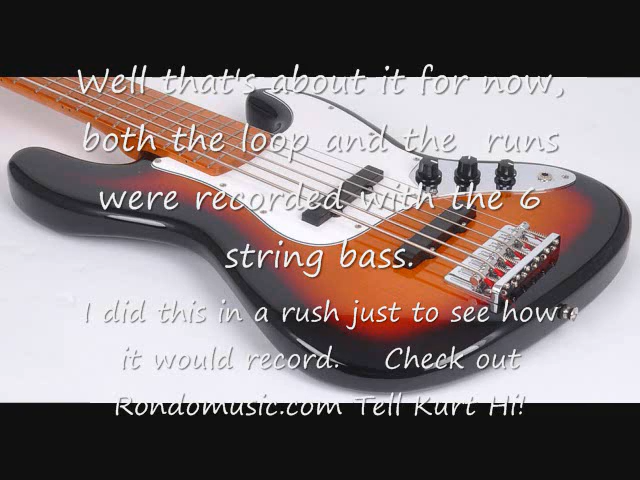 Well that's about it for now,
both the loop and the runs
were recorded with the 6
string bass.
I did this in a rush just to see how
it would record. Check out
Rondomusic.com Tell Kurt Hi!